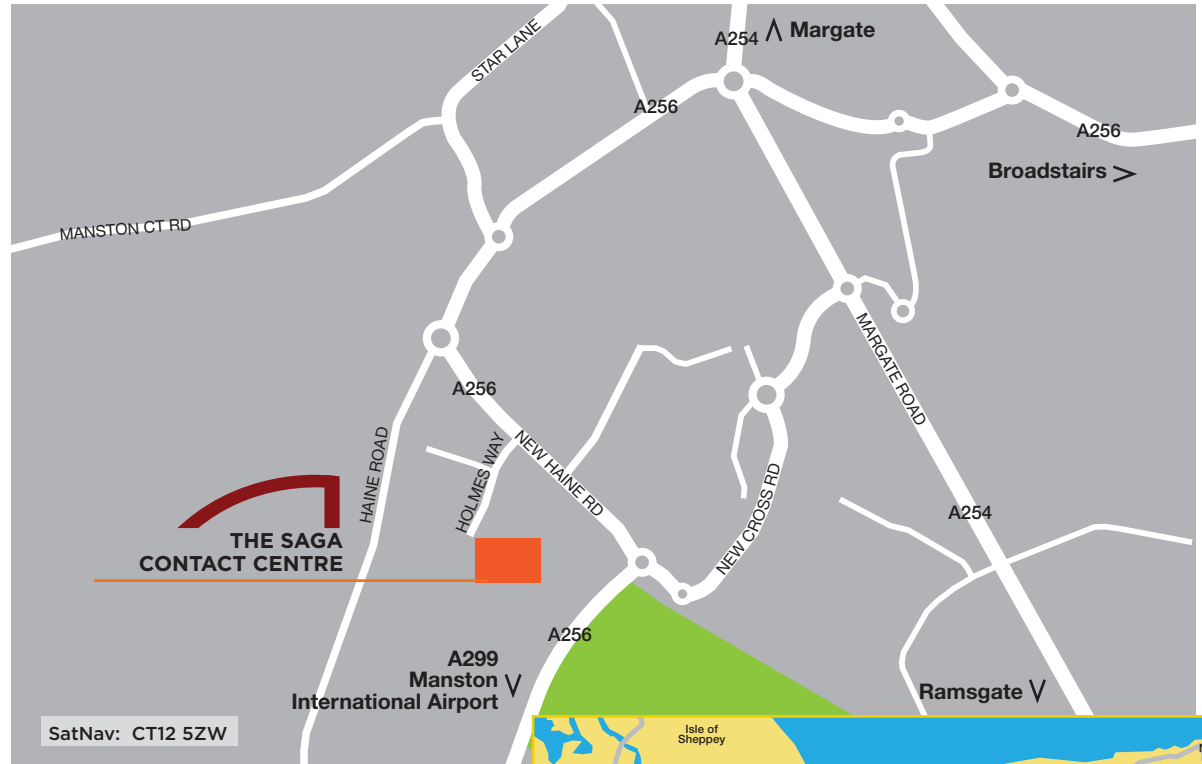 STAR LANE
A254
Margate
A256
A256
Broadstairs
MANSTON CT RD
A256
MARGATE ROAD
HAINE ROAD
HOLMES WAY
NEW HAINE RD
NEW CROSS RD
A254
THE SAGA
CONTACT CENTRE
A256
A299
Manston
International Airport
Ramsgate
SatNav: CT12 5ZW
Isle of
Sheppey